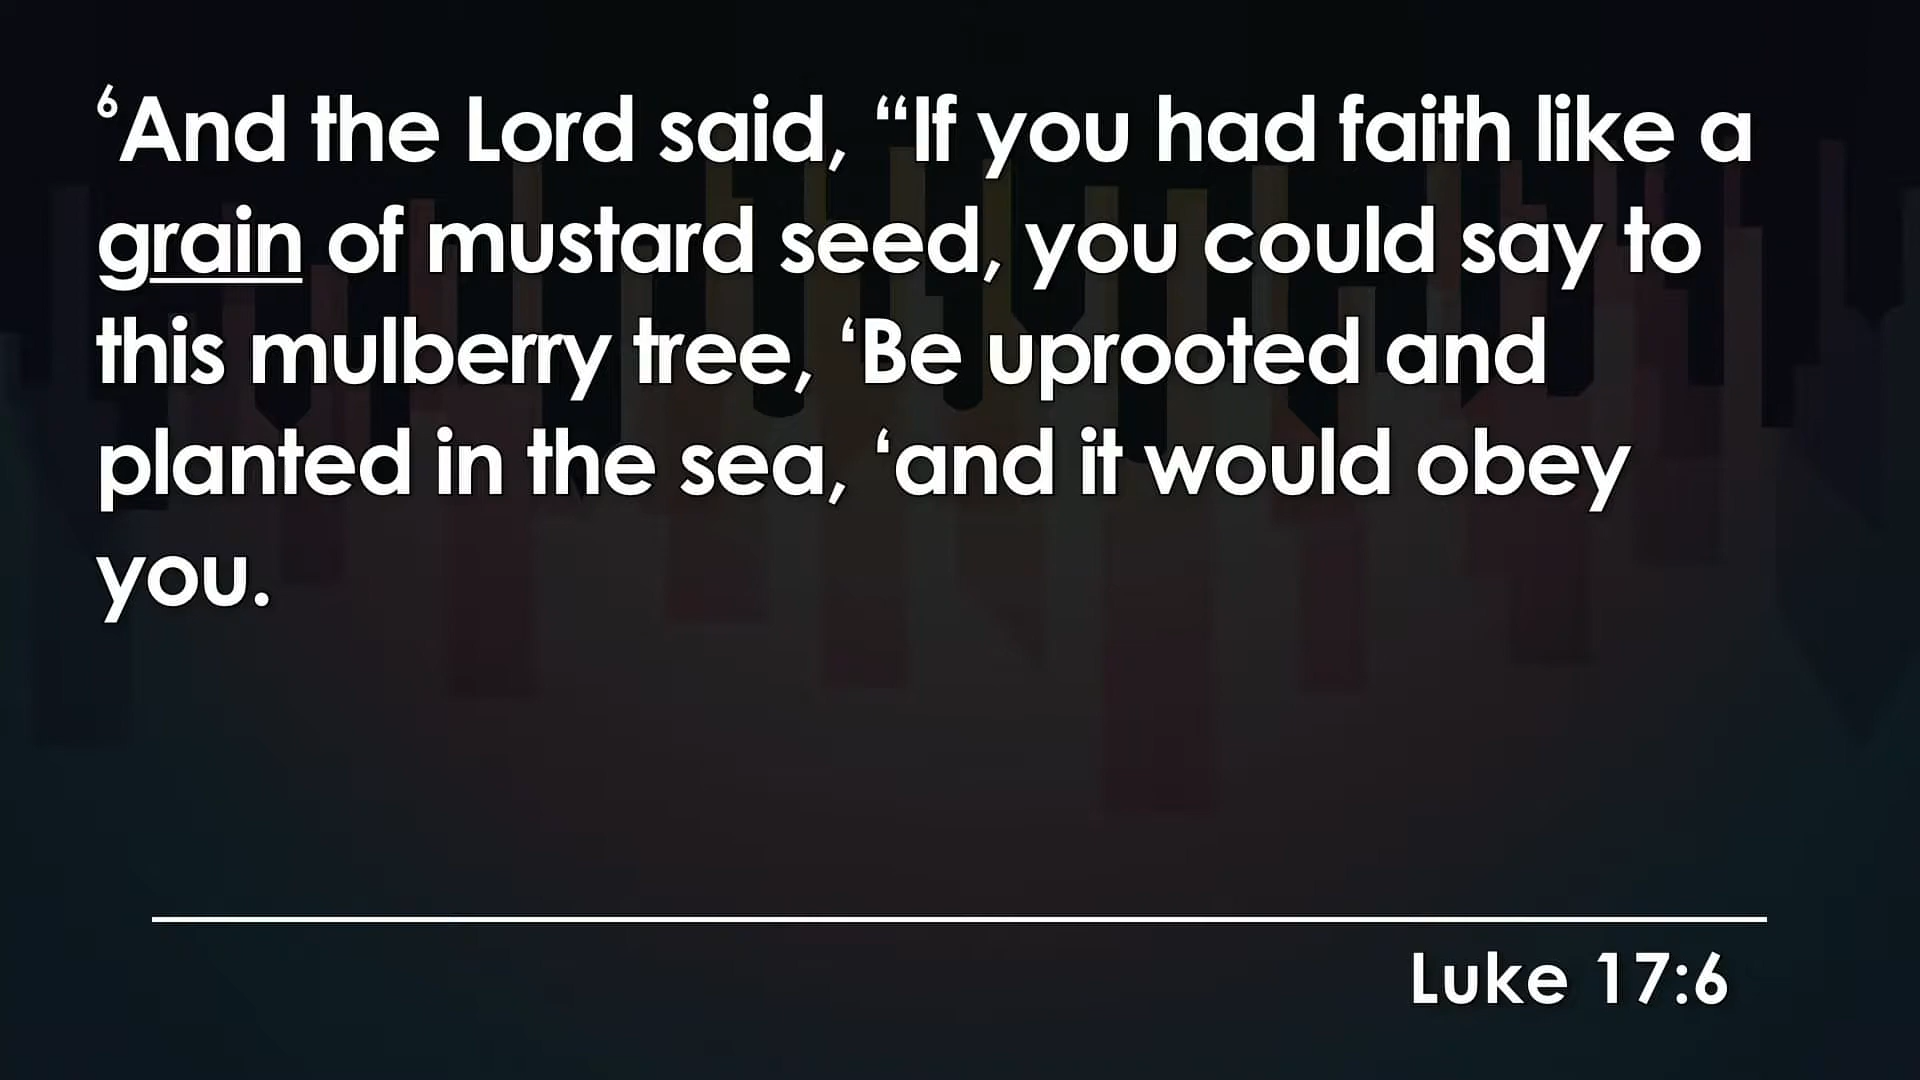 ⁶And the Lord said, “If you had faith like a
grain of mustard seed, you could say to
this mulberry tree, ‘Be uprooted and
planted in the sea, ‘and it would obey
you.
Luke 17:6